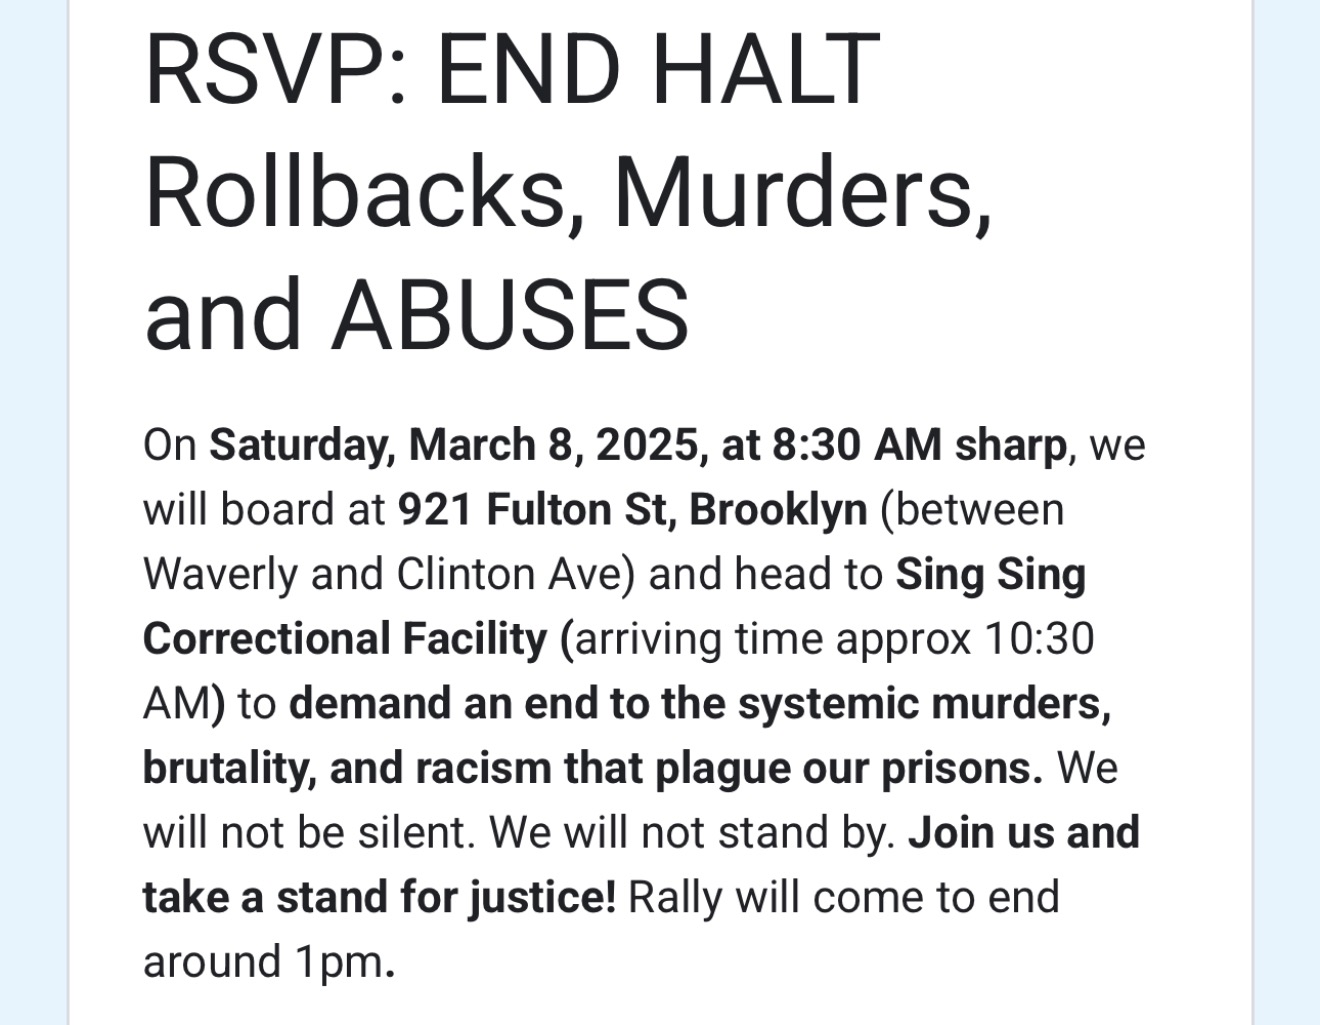 RSVP: END HALT
Rollbacks, Murders,
and ABUSES
On Saturday, March 8, 2025, at 8:30 AM sharp, we
will board at 921 Fulton St, Brooklyn (between
Waverly and Clinton Ave) and head to Sing Sing
Correctional Facility (arriving time approx 10:30
AM) to demand an end to the systemic murders,
brutality, and racism that plague our prisons. We
will not be silent. We will not stand by. Join us and
take a stand for justice! Rally will come to end
around 1pm.